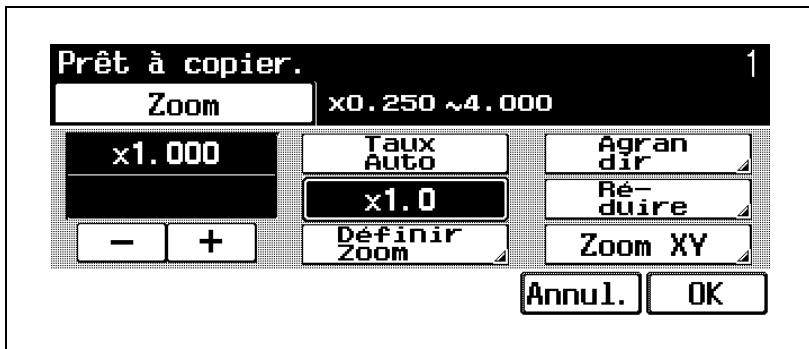 Prêt à copier. 1
Zoom x0.250 ~4.000
x1.000
Taux
Auto
Agran
dir
x1.0
Ré-
duire
− +
Définir
Zoom
Zoom XY
Annul. OK